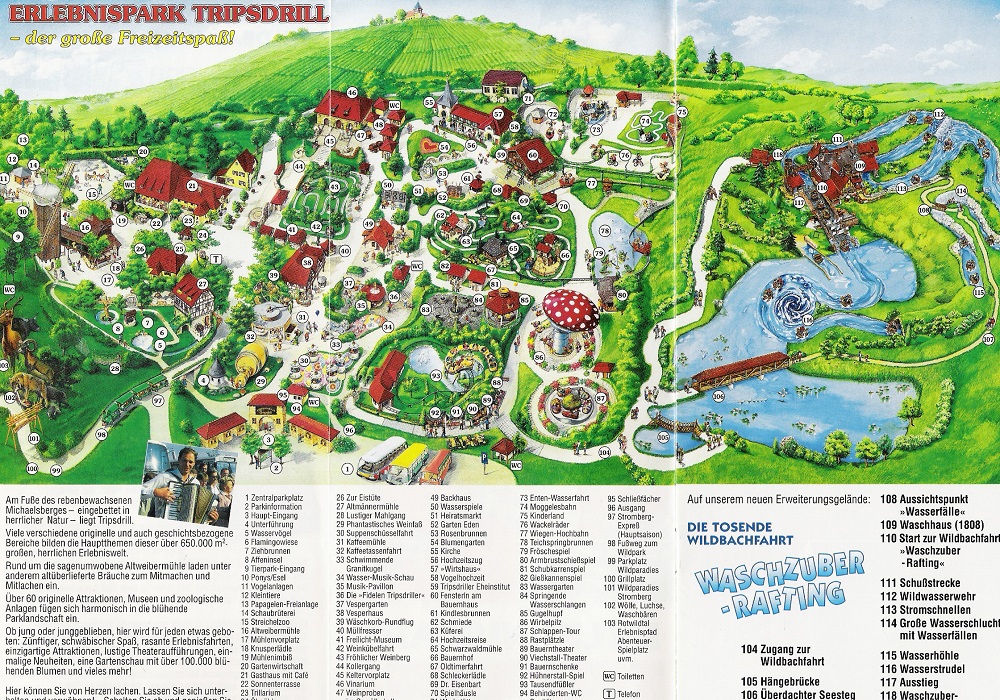 ERLEBNISPARK TRIPSDRILL
– der große Freizeitspaß!
Am Fuße des rebenbewachsenen
Michaelsberges – eingebettet in
herrlicher Natur – liegt Tripsdrill.
Viele verschiedene originelle und auch geschichtsbezogene
Bereiche bilden die Hauptthemen dieser über 650.000 m²
großen, herrlichen Erlebniswelt.
Rund um die sagenumwobene Altweibermühle laden unter
anderem altüberlieferte Bräuche zum Mitmachen und
Mitlachen ein.
Über 60 originelle Attraktionen, Museen und zoologische
Anlagen fügen sich harmonisch in die blühende
Parklandschaft ein.
Ob jung oder junggeblieben, hier wird für jeden etwas gebo-
ten: Zünftiger, schwäbischer Spaß, rasante Erlebnisfahrten,
einzigartige Attraktionen, lustige Theateraufführungen, ein-
malige Neuheiten, eine Gartenschau mit über 100.000 blü-
henden Blumen und vieles mehr!
Hier können Sie von Herzen lachen. Lassen Sie sich unter-
1 Zentralparkplatz
2 Parkinformation
3 Haupt-Eingang
4 Unterführung
5 Wasservögel
6 Flamingowiese
7 Ziehbrunnen
8 Affeninsel
9 Tierpark-Eingang
10 Ponys/Esel
11 Vogelanlagen
12 Kleintiere
13 Papageien-Freianlage
14 Schaubrüterei
15 Streichelzoo
16 Altweibermühle
17 Mühlenvorplatz
18 Knusperlädle
19 Mühlenimbiß
20 Gartenwirtschaft
21 Gasthaus mit Café
22 Sonnenterrasse
23 Trillarium
26 Zur Eistüte
27 Altmännermühle
28 Lustiger Mahlgang
29 Phantastisches Weinfaß
30 Suppenschüsselfahrt
31 Kaffeemühle
32 Kaffeetassenfahrt
33 Schwimmende
Granitkugel
34 Wasser-Musik-Schau
35 Musik-Pavillon
36 Die »Fidelen Tripsdriller«
37 Vespergarten
38 Vesperhaus
39 Wäschkorb-Rundflug
40 Müllfresser
41 Freilicht-Museum
42 Weinkübelfahrt
43 Fröhlicher Weinberg
44 Kollergang
45 Keltervorplatz
46 Vinarium
47 Weinproben
49 Backhaus
50 Wasserspiele
51 Heiratsmarkt
52 Garten Eden
53 Rosenbrunnen
54 Blumengarten
55 Kirche
56 Hochzeitszug
57 »Wirtshaus«
58 Vogelhochzeit
59 Tripsdriller Eheinstitut
60 Fensterln am
Bauernhaus
61 Kindlesbrunnen
62 Schmiede
63 Küferei
64 Hochzeitsreise
65 Schwarzwaldmühle
66 Bauernhof
67 Oldtimerfahrt
68 Schleckerlädle
69 Dr. Eisenbart
70 Spielhäusle
73 Enten-Wasserfahrt
74 Moggelesbahn
75 Kinderland
76 Wackelräder
77 Wiegen-Hochbahn
78 Teichspringbrunnen
79 Fröschespiel
80 Armbrustschießspiel
81 Schubkarrenspiel
82 Gießkannenspiel
83 Wassergarten
84 Springende
Wasserschlangen
85 Gugelhupf
86 Wirbelpilz
87 Schlappen-Tour
88 Rastplätzle
89 Bauerntheater
90 Viechstall-Theater
91 Bauernschenke
92 Hühnerstall-Spiel
93 Tausendfüßler
94 Behinderten-WC
95 Schließfächer
96 Ausgang
97 Stromberg-
Expreß
(Hauptsaison)
98 Fußweg zum
Wildpark
99 Parkplatz
Wildparadies
100 Grillplatz
101 Wildparadies
Stromberg
102 Wölfe, Luchse,
Waschbären
103 Rotwildtal
Erlebnispfad
Abenteuer-
Spielplatz
uvm.
WC Toiletten
T Telefon
Auf unserem neuen Erweiterungsgelände:
DIE TOSENDE
WILDBACHFAHRT
WASCHZUBER
-RAFTING
104 Zugang zur
Wildbachfahrt
105 Hängebrücke
106 Überdachter Seesteg
108 Aussichtspunkt
»Wasserfälle«
109 Waschhaus (1808)
110 Start zur Wildbachfahrt
»Waschzuber
-Rafting«
111 Schußstrecke
112 Wildwasserwehr
113 Stromschnellen
114 Große Wasserschlucht
mit Wasserfällen
115 Wasserhöhle
116 Wasserstrudel
117 Ausstieg
118 Waschzuber-